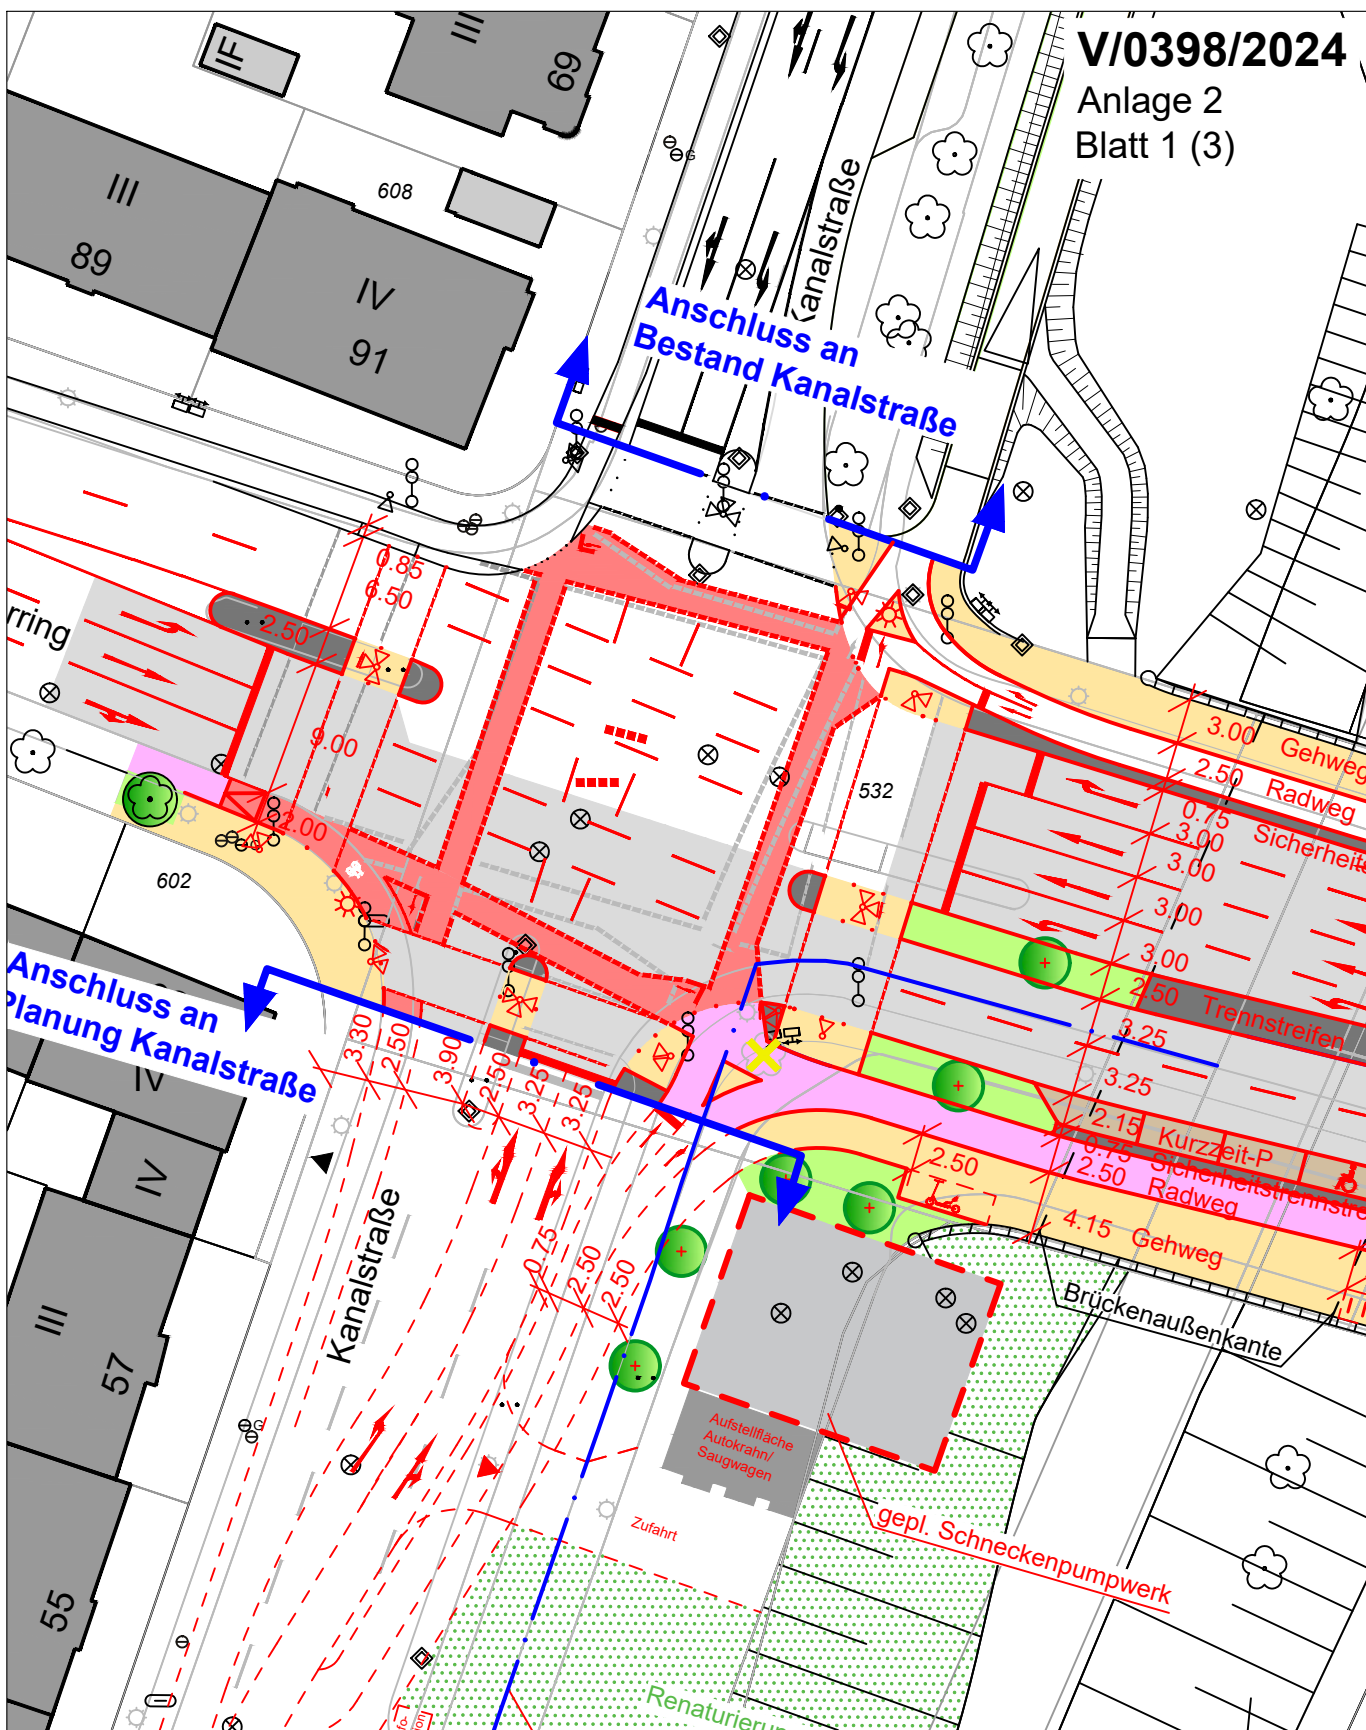 V/0398/2024
Anlage 2
Blatt 1 (3)
IF
III
69
III
89
608
IV
91
Kanalstraße
Anschluss an
Bestand Kanalstraße
rring
0.85
6.50
2.50
9.00
2.00
532
602
3.00 Gehweg
2.50 Radweg
0.75 Sicherheits
3.00
3.00
3.00
3.00
2.50 Trennstreifen
3.25
3.25
2.15 Kurzzeit-P
0.75 Sicherheitstrennstre
2.50 Radweg
4.15 Gehweg
2.50
Anschluss an
Planung Kanalstraße
3.30
2.50
3.90
2.50
3.25
3.25
IV
IV
III
57
55
Kanalstraße
0.75
2.50
2.50
Brückenaußenkante
Aufstellfläche
Autokrahn/
Saugwagen
gepl. Schneckenpumpwerk
Zufahrt
G
G
Renaturierun